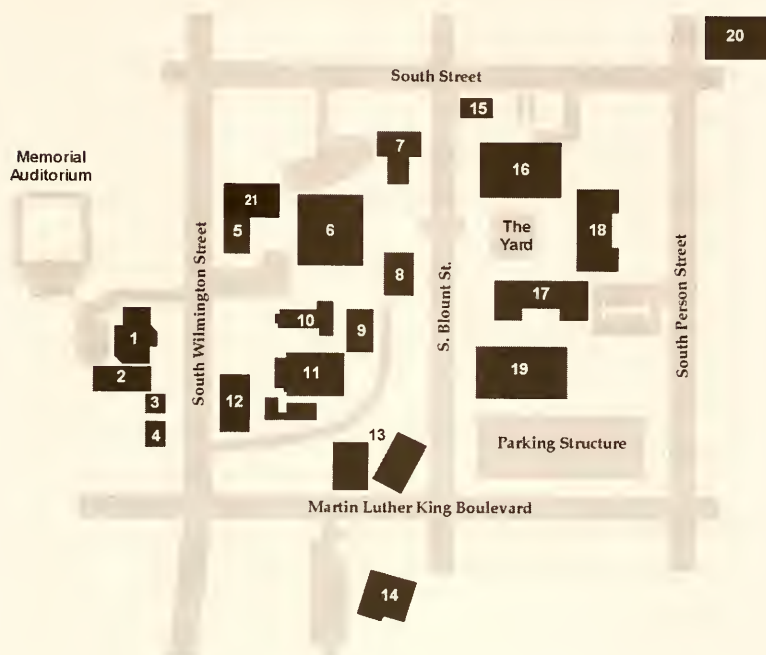 20
South Street
15
7
Memorial
Auditorium
16
21
5
6
The
Yard
18
8
17
10
9
1
South Wilmington Street
S. Blount St.
South Person Street
2
11
19
3
12
4
13
Parking Structure
Martin Luther King Boulevard
14